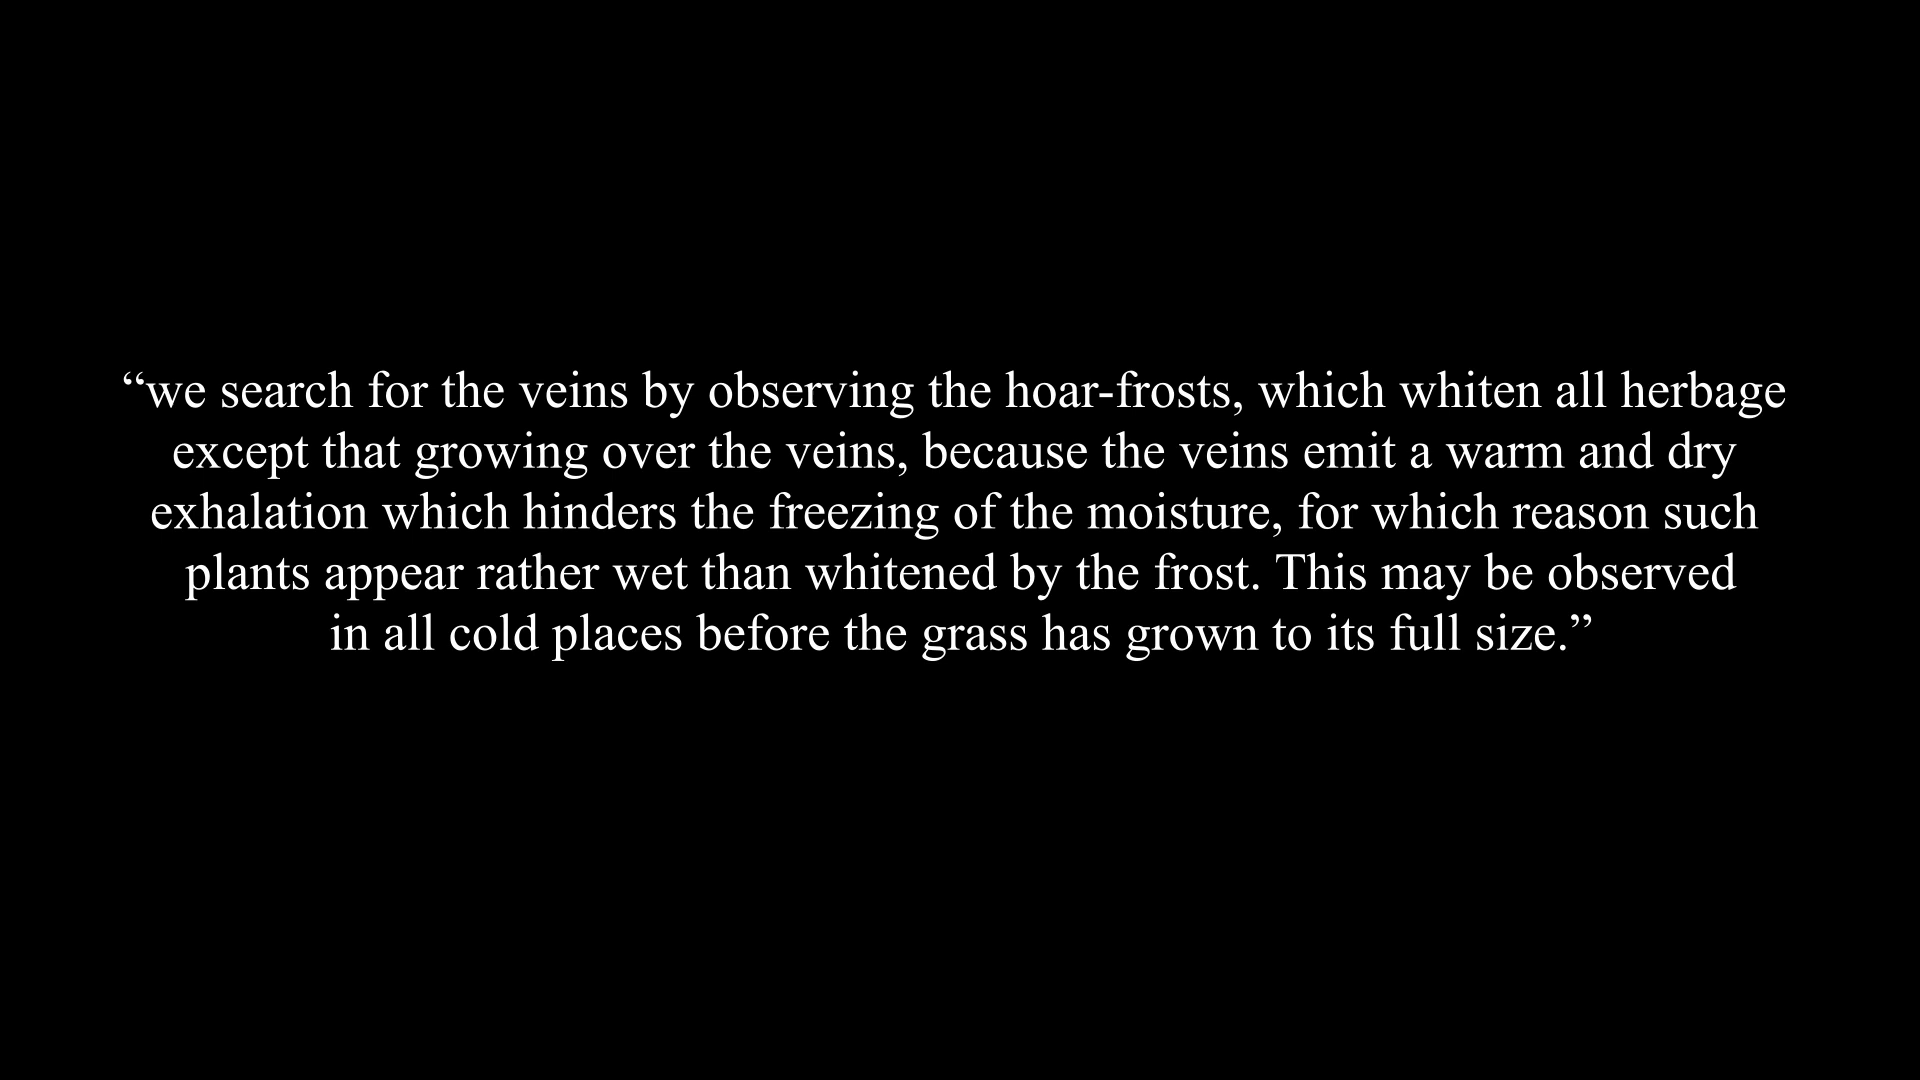 “we search for the veins by observing the hoar-frosts, which whiten all herbage
except that growing over the veins, because the veins emit a warm and dry
exhalation which hinders the freezing of the moisture, for which reason such
plants appear rather wet than whitened by the frost. This may be observed
in all cold places before the grass has grown to its full size.”